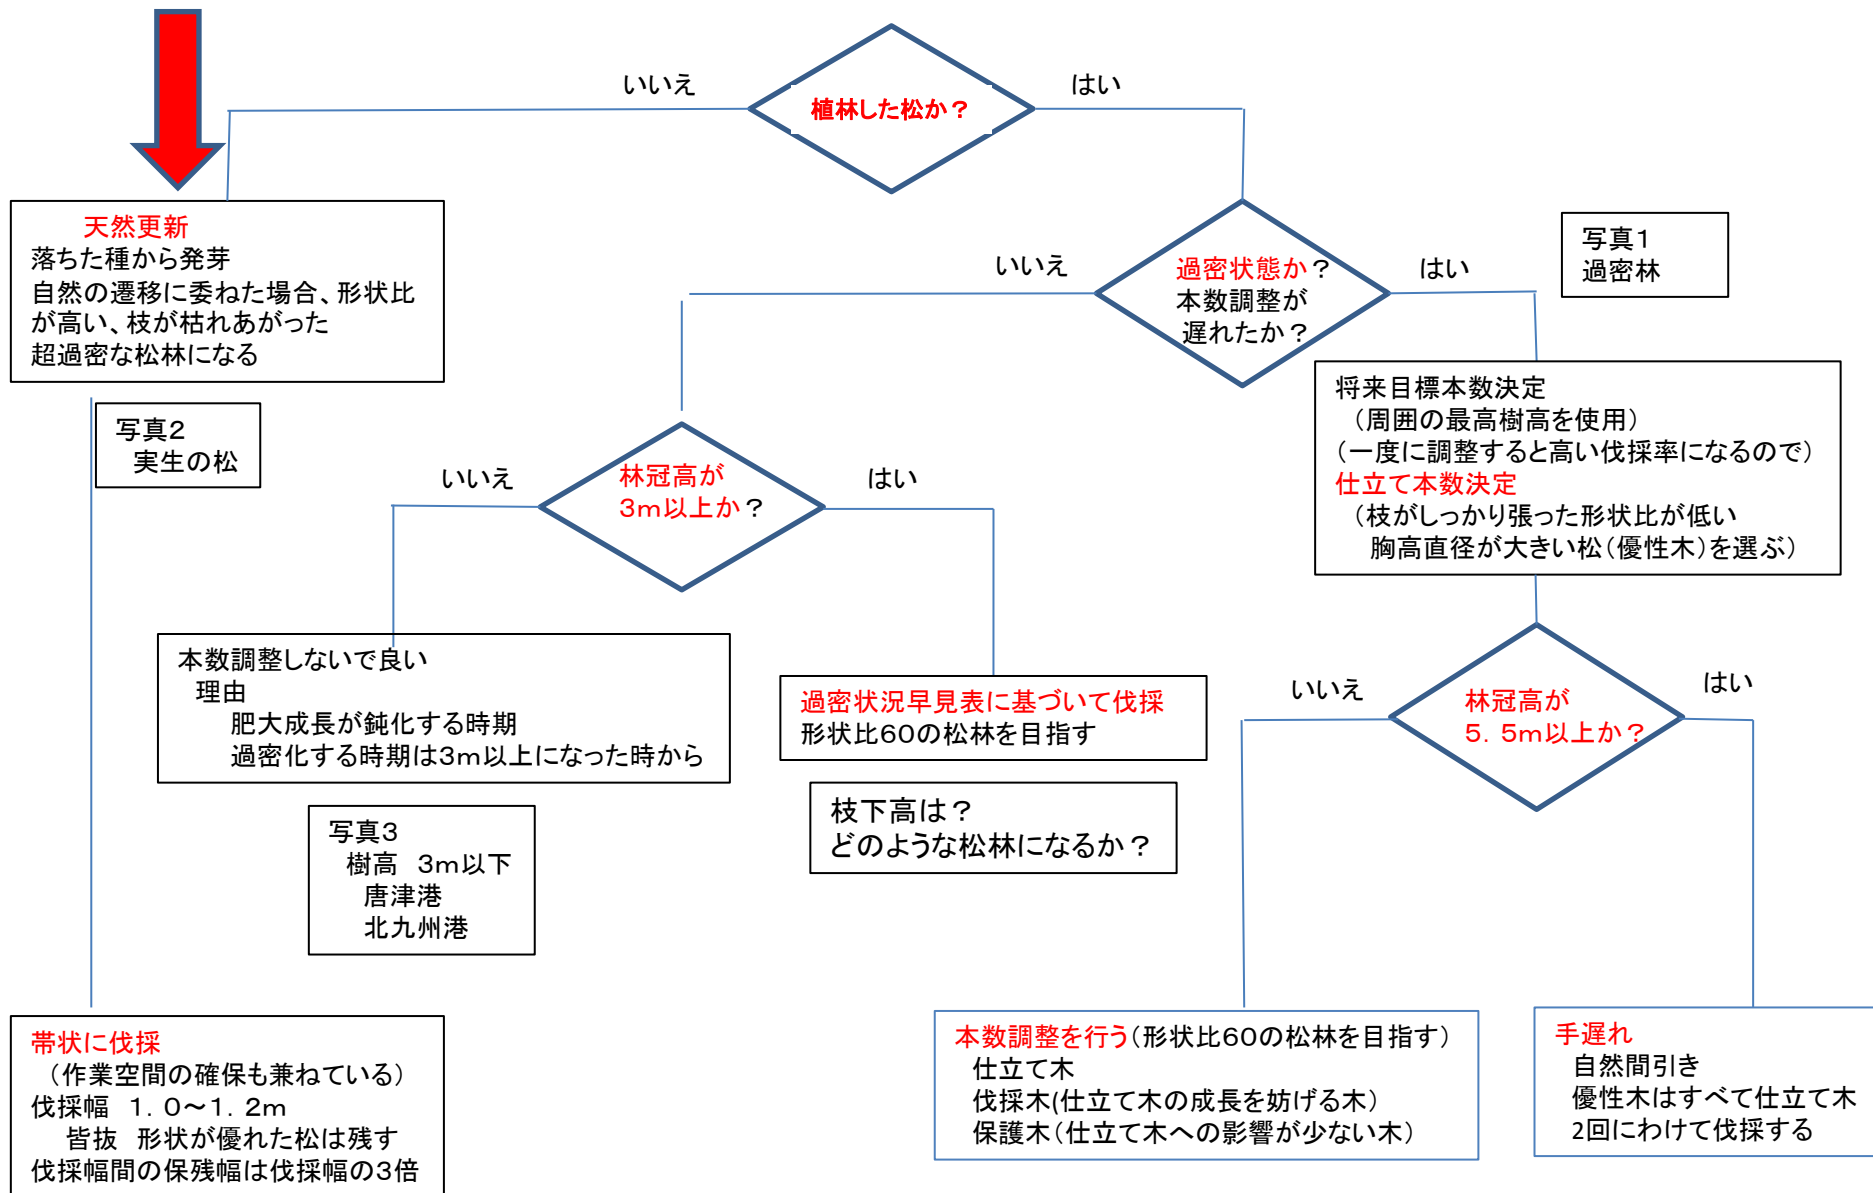 いいえ
植林した松か?
はい
天然更新
落ちた種から発芽
自然の遷移に委ねた場合、形状比
が高い、枝が枯れあがった
超過密な松林になる
写真2
実生の松
いいえ
過密状態か?
本数調整が
遅れたか?
はい
写真1
過密林
将来目標本数決定
(周囲の最高樹高を使用)
(一度に調整すると高い伐採率になるので)
仕立て本数決定
(枝がしっかり張った形状比が低い
胸高直径が大きい松(優性木)を選ぶ)
いいえ
林冠高が
3m以上か?
はい
本数調整しないで良い
理由
肥大成長が鈍化する時期
過密化する時期は3m以上になった時から
写真3
樹高 3m以下
唐津港
北九州港
過密状況早見表に基づいて伐採
形状比60の松林を目指す
枝下高は?
どのような松林になるか?
いいえ
林冠高が
5.5m以上か?
はい
帯状に伐採
(作業空間の確保も兼ねている)
伐採幅 1.0~1.2m
皆抜 形状が優れた松は残す
伐採幅間の保残幅は伐採幅の3倍
本数調整を行う(形状比60の松林を目指す)
仕立て木
伐採木(仕立て木の成長を妨げる木)
保護木(仕立て木への影響が少ない木)
手遅れ
自然間引き
優性木はすべて仕立て木
2回にわけて伐採する